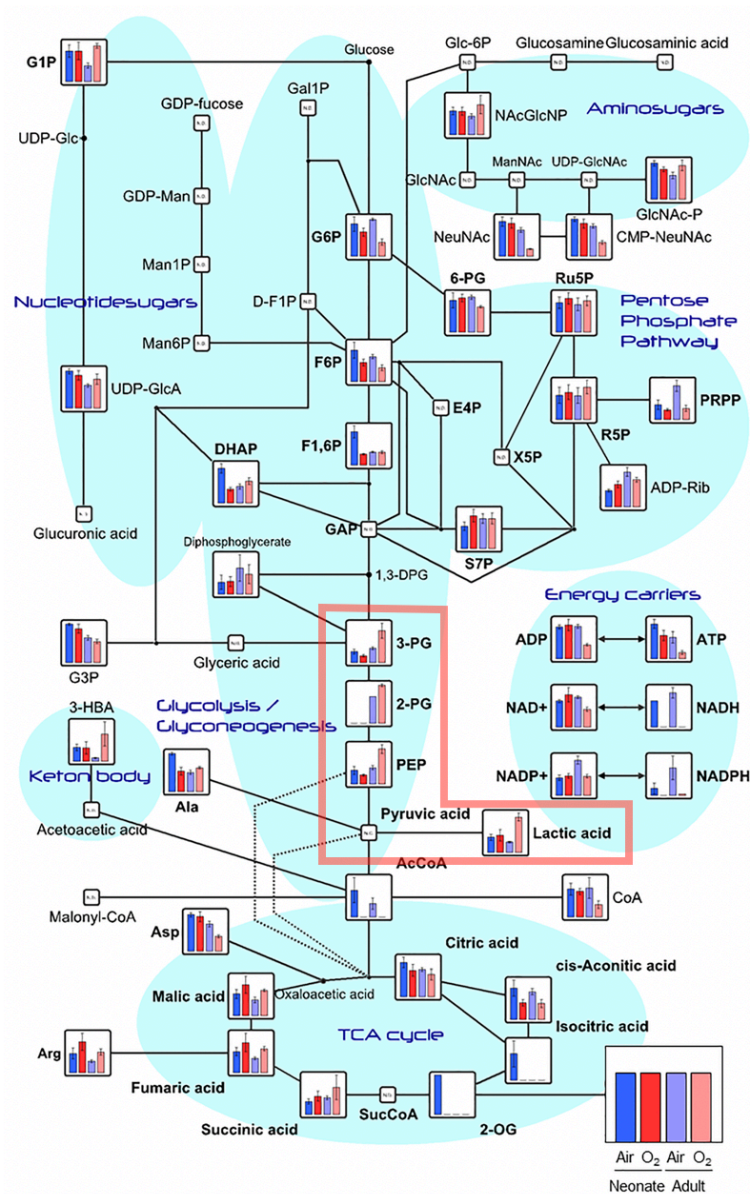 Glucose
Glc-6P
Glucosamine
Glucosaminic acid
G1P
Gal1P
GDP-fucose
NAcGlcNP
Aminosugars
UDP-Glc
ManNAc
UDP-GlcNAc
GlcNAc
GDP-Man
GlcNAc-P
G6P
NeuNAc
CMP-NeuNAc
Man1P
6-PG
Ru5P
Nucleotidesugars
D-F1P
Pentose
Phosphate
Pathway
Man6P
F6P
UDP-GlcA
E4P
PRPP
R5P
DHAP
F1,6P
X5P
ADP-Rib
Glucuronic acid
GAP
S7P
Diphosphoglycerate
1,3-DPG
Energy carriers
3-PG
ADP
ATP
Glyceric acid
G3P
Glycolysis /
Glyconeogenesis
2-PG
NAD+
NADH
3-HBA
PEP
Keton body
NADP+
NADPH
Ala
Pyruvic acid
Acetoacetic acid
Lactic acid
AcCoA
Malonyl-CoA
CoA
Asp
Citric acid
cis-Aconitic acid
Malic acid
Oxaloacetic acid
Isocitric acid
TCA cycle
Arg
Fumaric acid
SucCoA
Succinic acid
2-OG
Air O2 Air O2
Neonate Adult